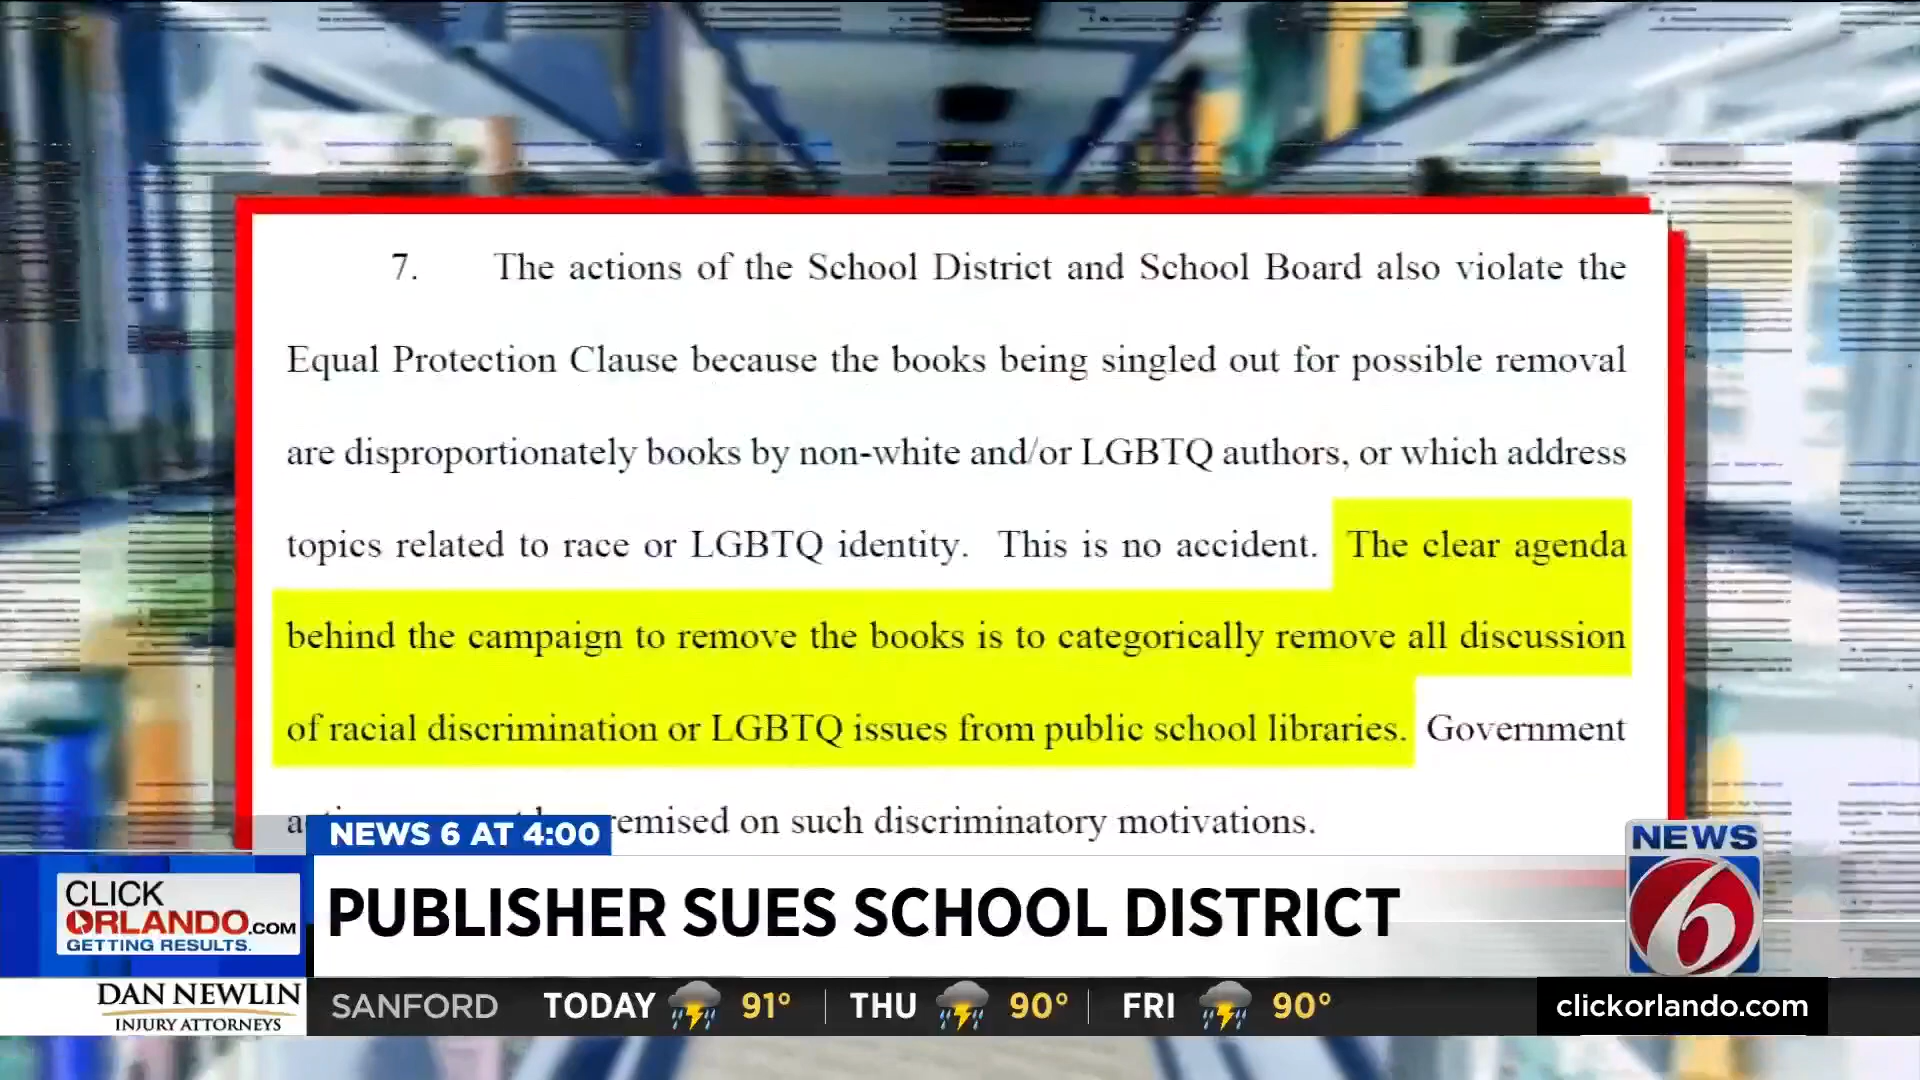 7. The actions of the School District and School Board also violate the
Equal Protection Clause because the books being singled out for possible removal
are disproportionately books by non-white and/or LGBTQ authors, or which address
topics related to race or LGBTQ identity. This is no accident. The clear agenda
behind the campaign to remove the books is to categorically remove all discussion
of racial discrimination or LGBTQ issues from public school libraries. Government
on such discriminatory motivations.
NEWS 6 AT 4:00
CLICK
ORLANDO.COM
GETTING RESULTS.
PUBLISHER SUES SCHOOL DISTRICT
NEWS
6
DAN NEWLIN
INJURY ATTORNEYS
SANFORD TODAY 91° THU 90° FRI 90°
clickorlando.com